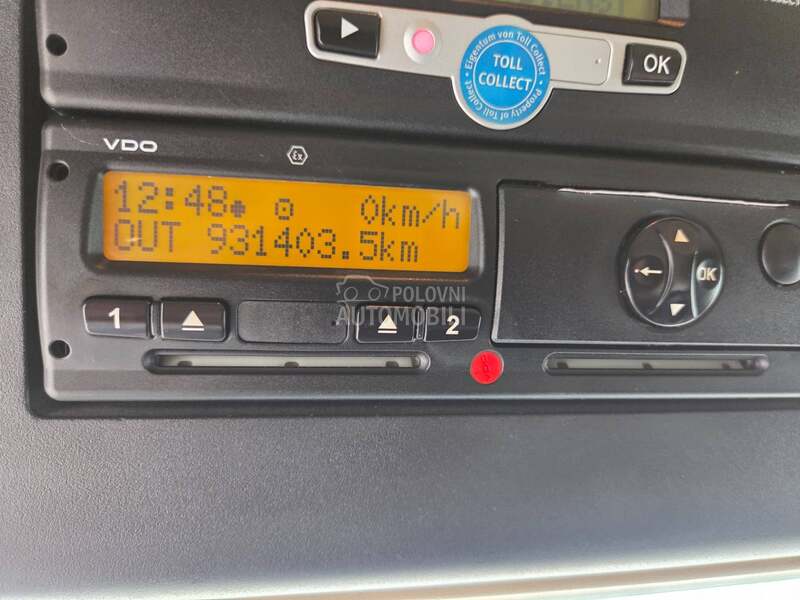 Eigentum von Toll Collect
TOLL
COLLECT
Property of Toll Collect
OK
VDO
Ex
12:48 0km/h
OUT 931403.5km
OK
POLOVNI
AUTOMOBILI
1
2